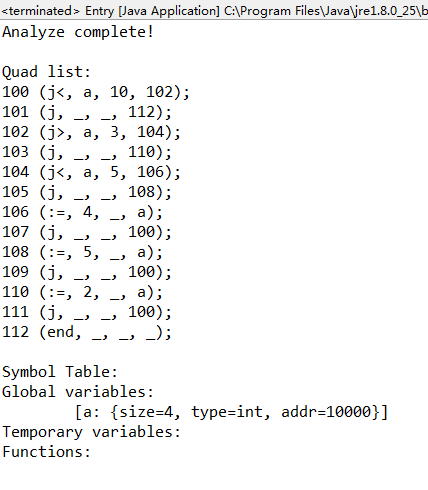 <terminated> Entry [Java Application] C:\Program Files\Java\jre1.8.0_25\b
Analyze complete!
Quad list:
100 (j<, a, 10, 102);
101 (j, _, _, 112);
102 (j>, a, 3, 104);
103 (j, _, _, 110);
104 (j<, a, 5, 106);
105 (j, _, _, 108);
106 (:=, 4, _, a);
107 (j, _, _, 100);
108 (:=, 5, _, a);
109 (j, _, _, 100);
110 (:=, 2, _, a);
111 (j, _, _, 100);
112 (end, _, _, _);
Symbol Table:
Global variables:
[a: {size=4, type=int, addr=10000}]
Temporary variables:
Functions: